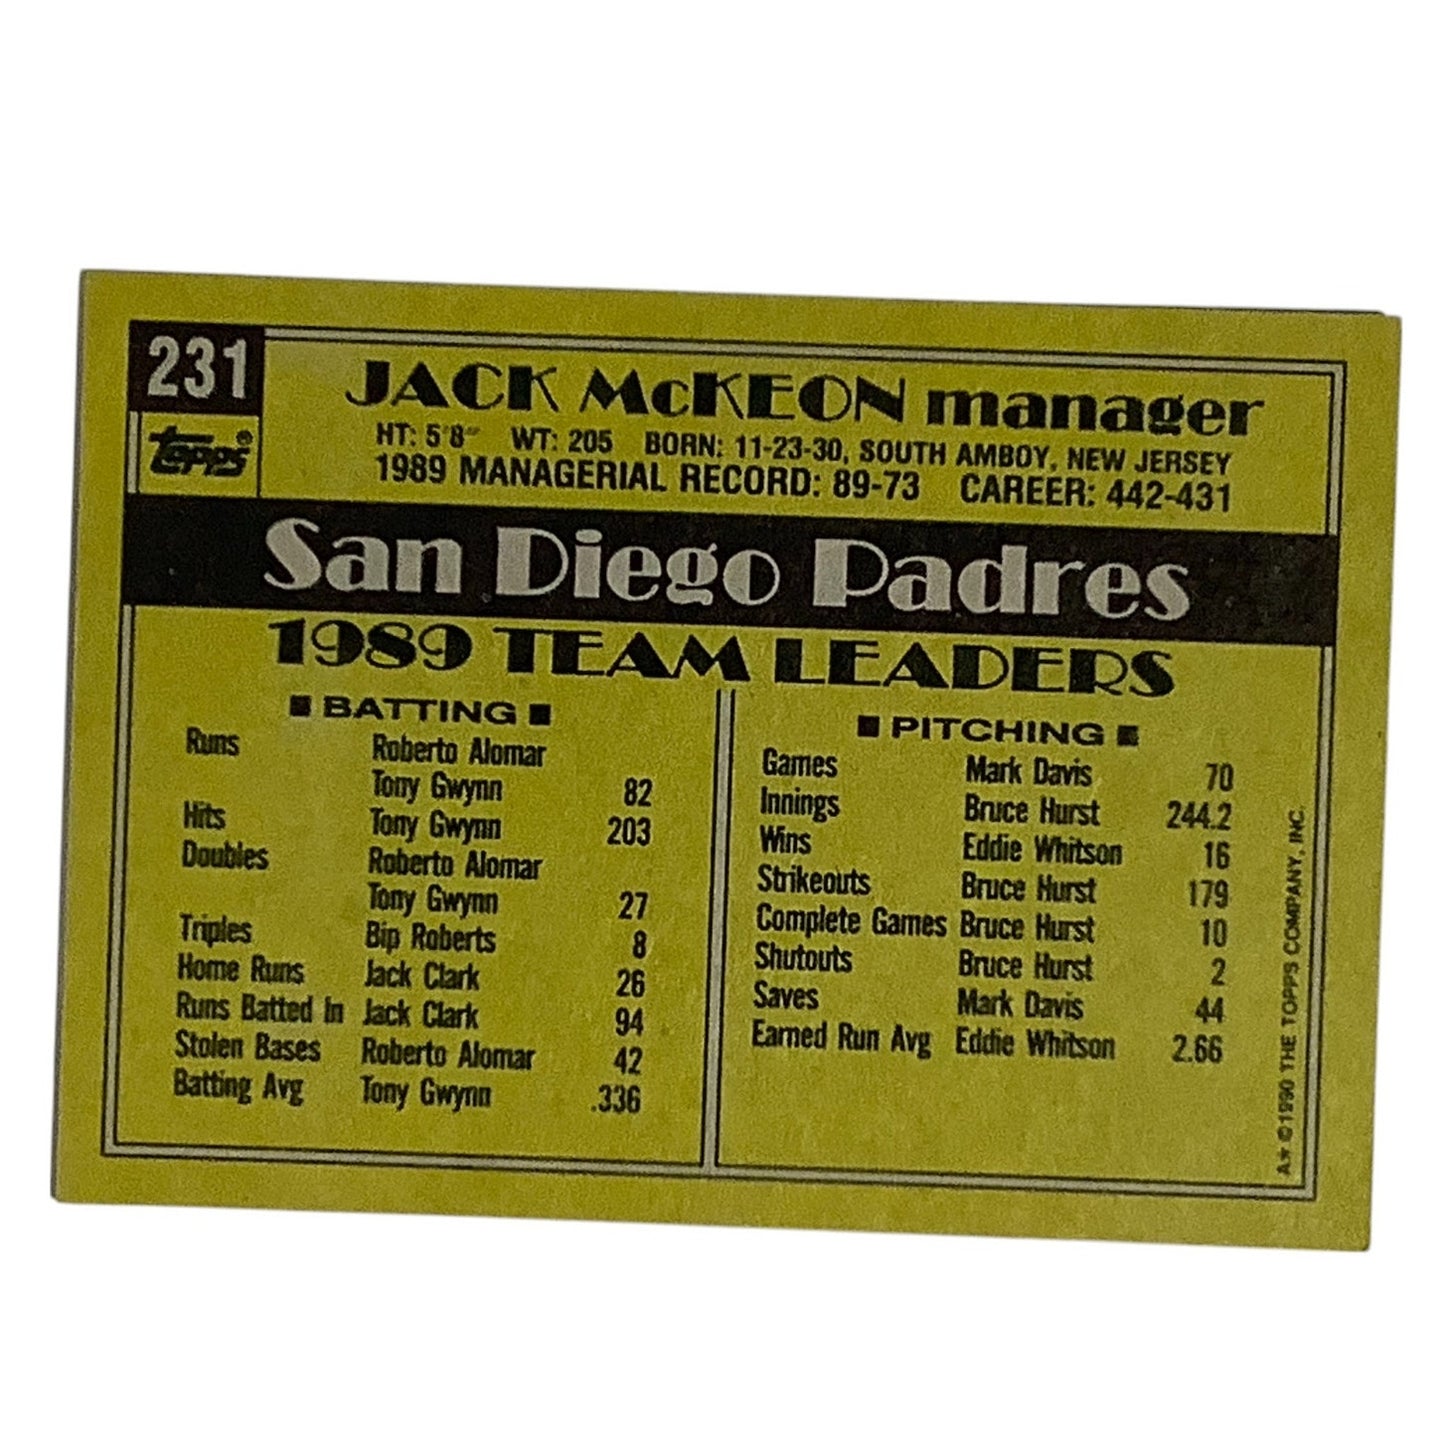 231
topps®
JACK McKEON manager
HT: 5'8" WT: 205 BORN: 11-23-30, SOUTH AMBOY, NEW JERSEY
1989 MANAGERIAL RECORD: 89-73 CAREER: 442-431
San Diego Padres
1989 TEAM LEADERS
■ BATTING ■
Runs Roberto Alomar
Tony Gwynn 82
Hits Tony Gwynn 203
Doubles Roberto Alomar
Tony Gwynn 27
Triples Bip Roberts 8
Home Runs Jack Clark 26
Runs Batted In Jack Clark 94
Stolen Bases Roberto Alomar 42
Batting Avg Tony Gwynn .336
■ PITCHING ■
Games Mark Davis 70
Innings Bruce Hurst 244.2
Wins Eddie Whitson 16
Strikeouts Bruce Hurst 179
Complete Games Bruce Hurst 10
Shutouts Bruce Hurst 2
Saves Mark Davis 44
Earned Run Avg Eddie Whitson 2.66
A★©1990 THE TOPPS COMPANY, INC.